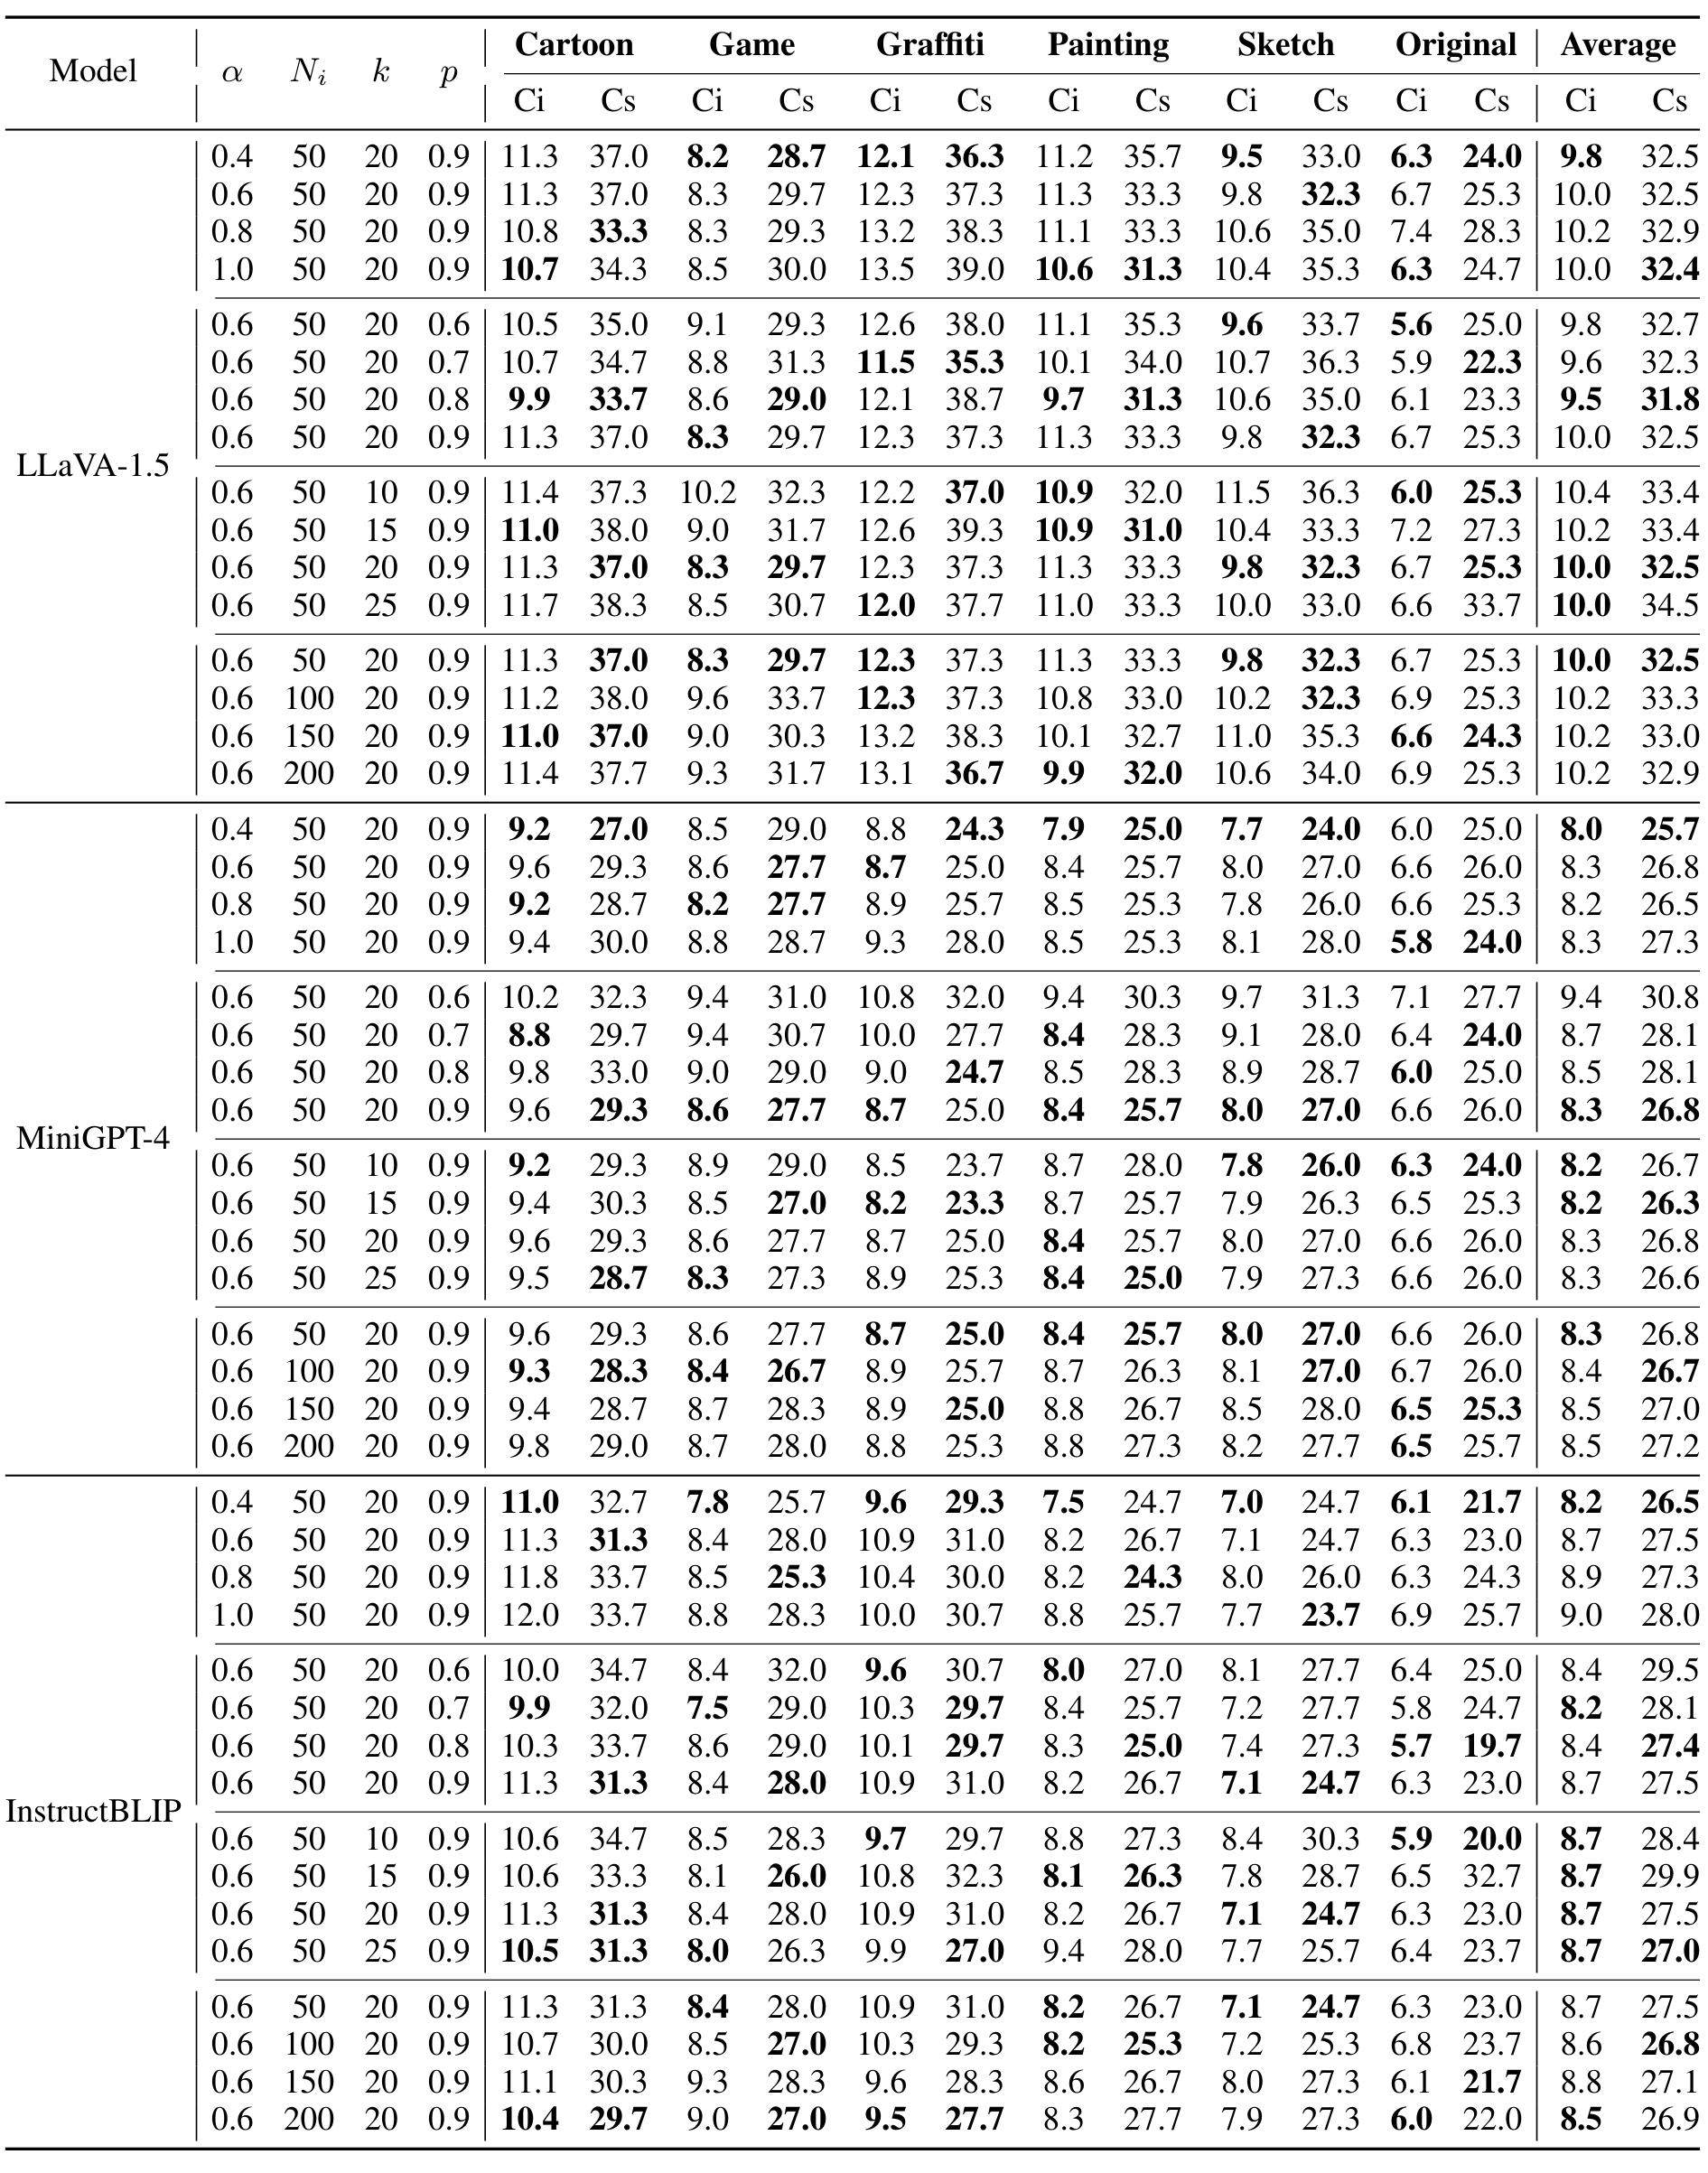 Cartoon Game Graffiti Painting Sketch Original Average
Model α Nᵢ k p
Ci Cs Ci Cs Ci Cs Ci Cs Ci Cs Ci Cs Ci Cs
0.4 50 20 0.9 11.3 37.0 8.2 28.7 12.1 36.3 11.2 35.7 9.5 33.0 6.3 24.0 9.8 32.5
0.6 50 20 0.9 11.3 37.0 8.3 29.7 12.3 37.3 11.3 33.3 9.8 32.3 6.7 25.3 10.0 32.5
0.8 50 20 0.9 10.8 33.3 8.3 29.3 13.2 38.3 11.1 33.3 10.6 35.0 7.4 28.3 10.2 32.9
1.0 50 20 0.9 10.7 34.3 8.5 30.0 13.5 39.0 10.6 31.3 10.4 35.3 6.3 24.7 10.0 32.4
0.6 50 20 0.6 10.5 35.0 9.1 29.3 12.6 38.0 11.1 35.3 9.6 33.7 5.6 25.0 9.8 32.7
0.6 50 20 0.7 10.7 34.7 8.8 31.3 11.5 35.3 10.1 34.0 10.7 36.3 5.9 22.3 9.6 32.3
0.6 50 20 0.8 9.9 33.7 8.6 29.0 12.1 38.7 9.7 31.3 10.6 35.0 6.1 23.3 9.5 31.8
0.6 50 20 0.9 11.3 37.0 8.3 29.7 12.3 37.3 11.3 33.3 9.8 32.3 6.7 25.3 10.0 32.5
LLaVA-1.5
0.6 50 10 0.9 11.4 37.3 10.2 32.3 12.2 37.0 10.9 32.0 11.5 36.3 6.0 25.3 10.4 33.4
0.6 50 15 0.9 11.0 38.0 9.0 31.7 12.6 39.3 10.9 31.0 10.4 33.3 7.2 27.3 10.2 33.4
0.6 50 20 0.9 11.3 37.0 8.3 29.7 12.3 37.3 11.3 33.3 9.8 32.3 6.7 25.3 10.0 32.5
0.6 50 25 0.9 11.7 38.3 8.5 30.7 12.0 37.7 11.0 33.3 10.0 33.0 6.6 33.7 10.0 34.5
0.6 50 20 0.9 11.3 37.0 8.3 29.7 12.3 37.3 11.3 33.3 9.8 32.3 6.7 25.3 10.0 32.5
0.6 100 20 0.9 11.2 38.0 9.6 33.7 12.3 37.3 10.8 33.0 10.2 32.3 6.9 25.3 10.2 33.3
0.6 150 20 0.9 11.0 37.0 9.0 30.3 13.2 38.3 10.1 32.7 11.0 35.3 6.6 24.3 10.2 33.0
0.6 200 20 0.9 11.4 37.7 9.3 31.7 13.1 36.7 9.9 32.0 10.6 34.0 6.9 25.3 10.2 32.9
0.4 50 20 0.9 9.2 27.0 8.5 29.0 8.8 24.3 7.9 25.0 7.7 24.0 6.0 25.0 8.0 25.7
0.6 50 20 0.9 9.6 29.3 8.6 27.7 8.7 25.0 8.4 25.7 8.0 27.0 6.6 26.0 8.3 26.8
0.8 50 20 0.9 9.2 28.7 8.2 27.7 8.9 25.7 8.5 25.3 7.8 26.0 6.6 25.3 8.2 26.5
1.0 50 20 0.9 9.4 30.0 8.8 28.7 9.3 28.0 8.5 25.3 8.1 28.0 5.8 24.0 8.3 27.3
0.6 50 20 0.6 10.2 32.3 9.4 31.0 10.8 32.0 9.4 30.3 9.7 31.3 7.1 27.7 9.4 30.8
0.6 50 20 0.7 8.8 29.7 9.4 30.7 10.0 27.7 8.4 28.3 9.1 28.0 6.4 24.0 8.7 28.1
0.6 50 20 0.8 9.8 33.0 9.0 29.0 9.0 24.7 8.5 28.3 8.9 28.7 6.0 25.0 8.5 28.1
0.6 50 20 0.9 9.6 29.3 8.6 27.7 8.7 25.0 8.4 25.7 8.0 27.0 6.6 26.0 8.3 26.8
MiniGPT-4
0.6 50 10 0.9 9.2 29.3 8.9 29.0 8.5 23.7 8.7 28.0 7.8 26.0 6.3 24.0 8.2 26.7
0.6 50 15 0.9 9.4 30.3 8.5 27.0 8.2 23.3 8.7 25.7 7.9 26.3 6.5 25.3 8.2 26.3
0.6 50 20 0.9 9.6 29.3 8.6 27.7 8.7 25.0 8.4 25.7 8.0 27.0 6.6 26.0 8.3 26.8
0.6 50 25 0.9 9.5 28.7 8.3 27.3 8.9 25.3 8.4 25.0 7.9 27.3 6.6 26.0 8.3 26.6
0.6 50 20 0.9 9.6 29.3 8.6 27.7 8.7 25.0 8.4 25.7 8.0 27.0 6.6 26.0 8.3 26.8
0.6 100 20 0.9 9.3 28.3 8.4 26.7 8.9 25.7 8.7 26.3 8.1 27.0 6.7 26.0 8.4 26.7
0.6 150 20 0.9 9.4 28.7 8.7 28.3 8.9 25.0 8.8 26.7 8.5 28.0 6.5 25.3 8.5 27.0
0.6 200 20 0.9 9.8 29.0 8.7 28.0 8.8 25.3 8.8 27.3 8.2 27.7 6.5 25.7 8.5 27.2
0.4 50 20 0.9 11.0 32.7 7.8 25.7 9.6 29.3 7.5 24.7 7.0 24.7 6.1 21.7 8.2 26.5
0.6 50 20 0.9 11.3 31.3 8.4 28.0 10.9 31.0 8.2 26.7 7.1 24.7 6.3 23.0 8.7 27.5
0.8 50 20 0.9 11.8 33.7 8.5 25.3 10.4 30.0 8.2 24.3 8.0 26.0 6.3 24.3 8.9 27.3
1.0 50 20 0.9 12.0 33.7 8.8 28.3 10.0 30.7 8.8 25.7 7.7 23.7 6.9 25.7 9.0 28.0
0.6 50 20 0.6 10.0 34.7 8.4 32.0 9.6 30.7 8.0 27.0 8.1 27.7 6.4 25.0 8.4 29.5
0.6 50 20 0.7 9.9 32.0 7.5 29.0 10.3 29.7 8.4 25.7 7.2 27.7 5.8 24.7 8.2 28.1
0.6 50 20 0.8 10.3 33.7 8.6 29.0 10.1 29.7 8.3 25.0 7.4 27.3 5.7 19.7 8.4 27.4
0.6 50 20 0.9 11.3 31.3 8.4 28.0 10.9 31.0 8.2 26.7 7.1 24.7 6.3 23.0 8.7 27.5
InstructBLIP
0.6 50 10 0.9 10.6 34.7 8.5 28.3 9.7 29.7 8.8 27.3 8.4 30.3 5.9 20.0 8.7 28.4
0.6 50 15 0.9 10.6 33.3 8.1 26.0 10.8 32.3 8.1 26.3 7.8 28.7 6.5 32.7 8.7 29.9
0.6 50 20 0.9 11.3 31.3 8.4 28.0 10.9 31.0 8.2 26.7 7.1 24.7 6.3 23.0 8.7 27.5
0.6 50 25 0.9 10.5 31.3 8.0 26.3 9.9 27.0 9.4 28.0 7.7 25.7 6.4 23.7 8.7 27.0
0.6 50 20 0.9 11.3 31.3 8.4 28.0 10.9 31.0 8.2 26.7 7.1 24.7 6.3 23.0 8.7 27.5
0.6 100 20 0.9 10.7 30.0 8.5 27.0 10.3 29.3 8.2 25.3 7.2 25.3 6.8 23.7 8.6 26.8
0.6 150 20 0.9 11.1 30.3 9.3 28.3 9.6 28.3 8.6 26.7 8.0 27.3 6.1 21.7 8.8 27.1
0.6 200 20 0.9 10.4 29.7 9.0 27.0 9.5 27.7 8.3 27.7 7.9 27.3 6.0 22.0 8.5 26.9